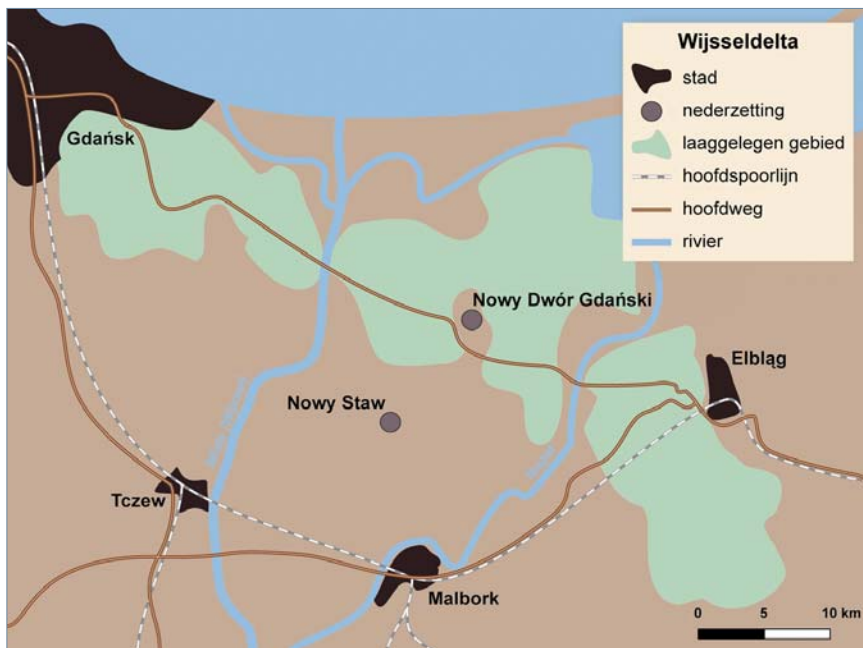 Wijsseldelta
stad
nederzetting
laaggelegen gebied
hoofdspoorlijn
hoofdweg
rivier
Gdańsk
Nowy Dwór Gdański
Elbląg
Nowy Staw
Tczew
Malbork
0 5 10 km